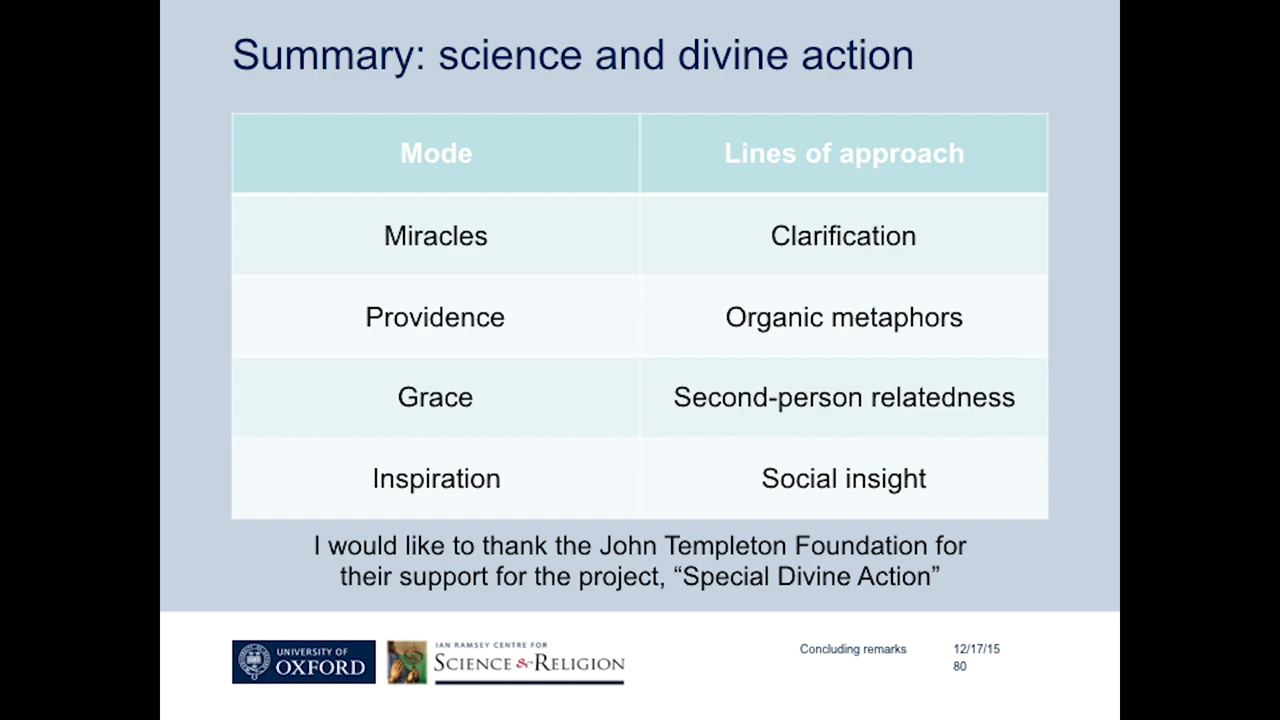 Summary: science and divine action
Mode
Lines of approach
Miracles
Clarification
Providence
Organic metaphors
Grace
Second-person relatedness
Inspiration
Social insight
I would like to thank the John Templeton Foundation for
their support for the project, “Special Divine Action”
UNIVERSITY OF
OXFORD
IAN RAMSEY CENTRE FOR
SCIENCE & RELIGION
Concluding remarks
12/17/15
80